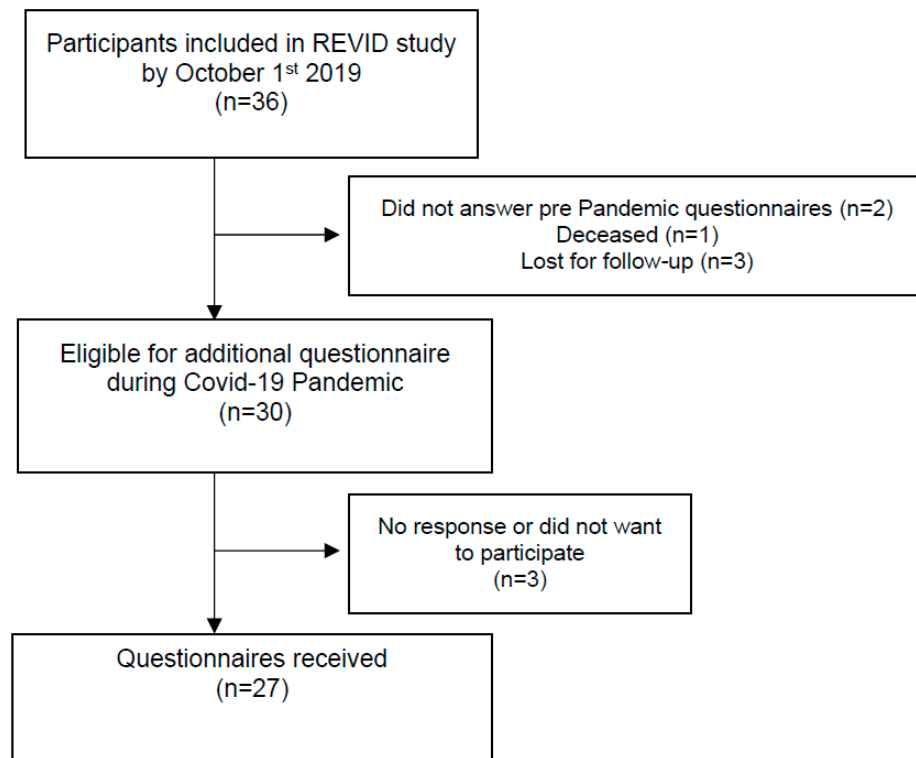 Participants included in REVID study
by October 1st 2019
(n=36)
Did not answer pre Pandemic questionnaires (n=2)
Deceased (n=1)
Lost for follow-up (n=3)
Eligible for additional questionnaire
during Covid-19 Pandemic
(n=30)
No response or did not want
to participate
(n=3)
Questionnaires received
(n=27)